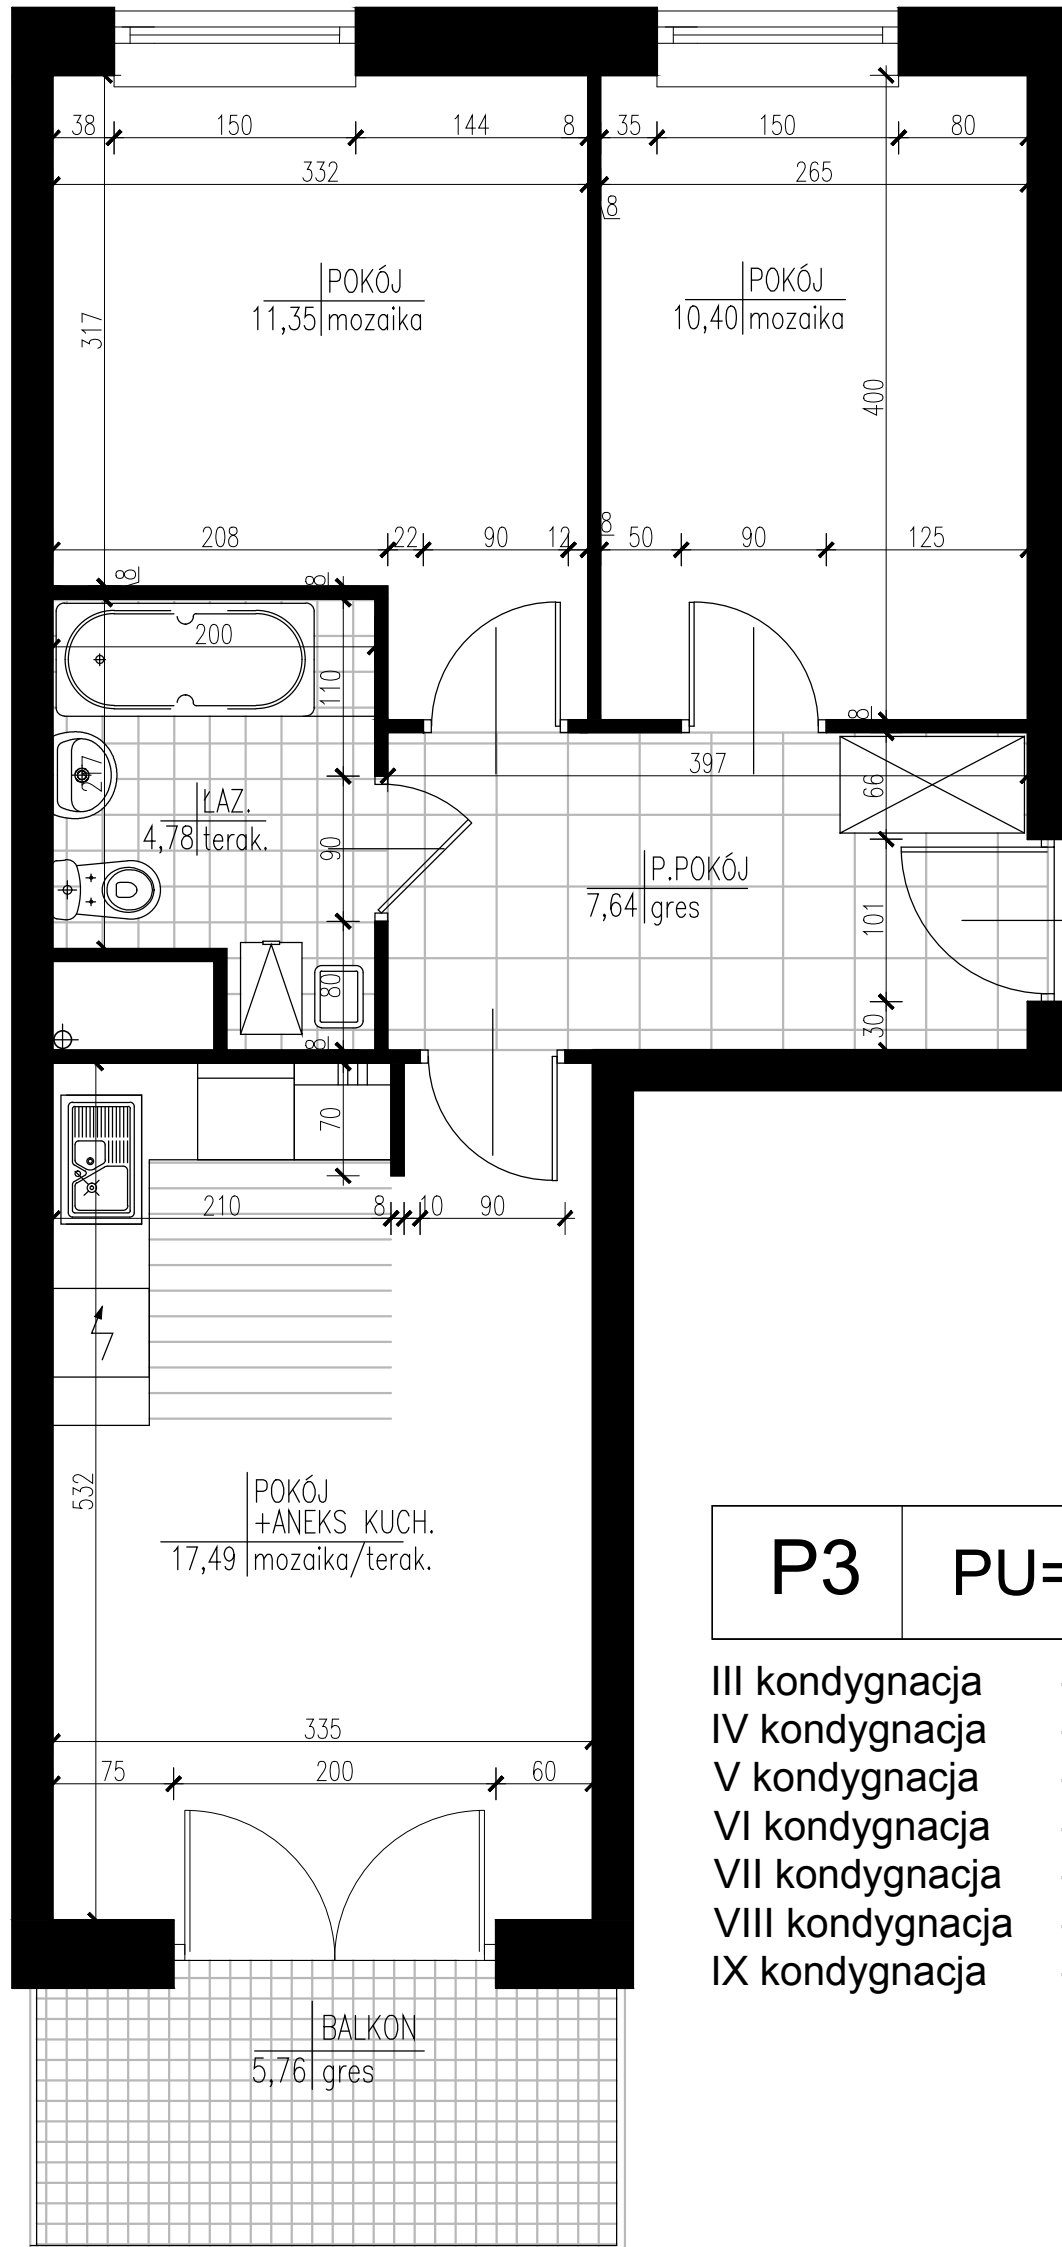 38 150 144 8 35 150 80
332 265
8
POKÓJ
11,35 mozaika
POKÓJ
10,40 mozaika
317
400
208 22 90 12 8 50 90 125
8 8
200
110
8
397
217
66
ŁAZ.
4,78 terak.
90
P.POKÓJ
7,64 gres
101
80
30
8
70
210 8 10 90
532
POKÓJ
+ANEKS KUCH.
17,49 mozaika/terak.
P3 PU=
III kondygnacja
IV kondygnacja
V kondygnacja
VI kondygnacja
VII kondygnacja
VIII kondygnacja
IX kondygnacja
335
75 200 60
BALKON
5,76 gres